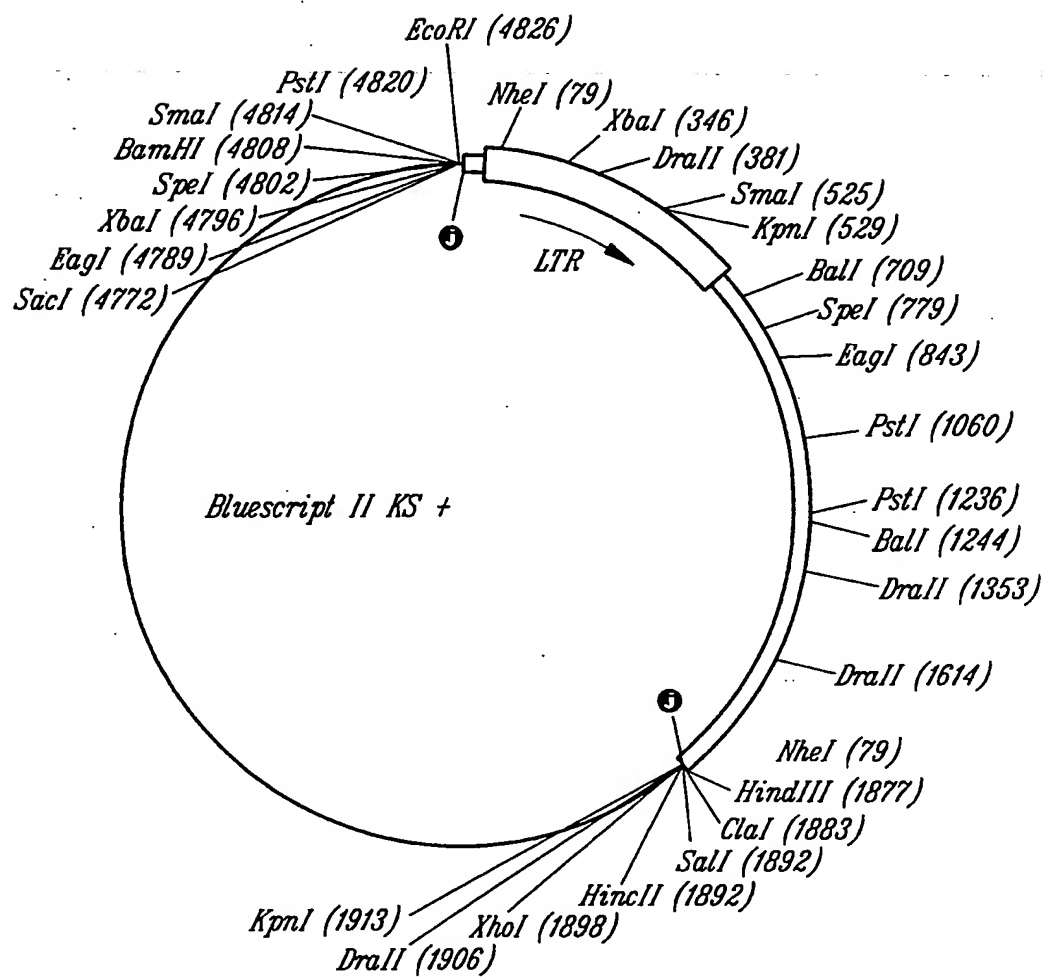 EcoRI (4826)
PstI (4820)
SmaI (4814)
BamHI (4808)
SpeI (4802)
XbaI (4796)
EagI (4789)
SacI (4772)
NheI (79)
XbaI (346)
DraII (381)
SmaI (525)
KpnI (529)
BalI (709)
SpeI (779)
EagI (843)
PstI (1060)
PstI (1236)
BalI (1244)
DraII (1353)
DraII (1614)
j
LTR
Bluescript II KS +
j
NheI (79)
HindIII (1877)
ClaI (1883)
SalI (1892)
HincII (1892)
XhoI (1898)
DraII (1906)
KpnI (1913)